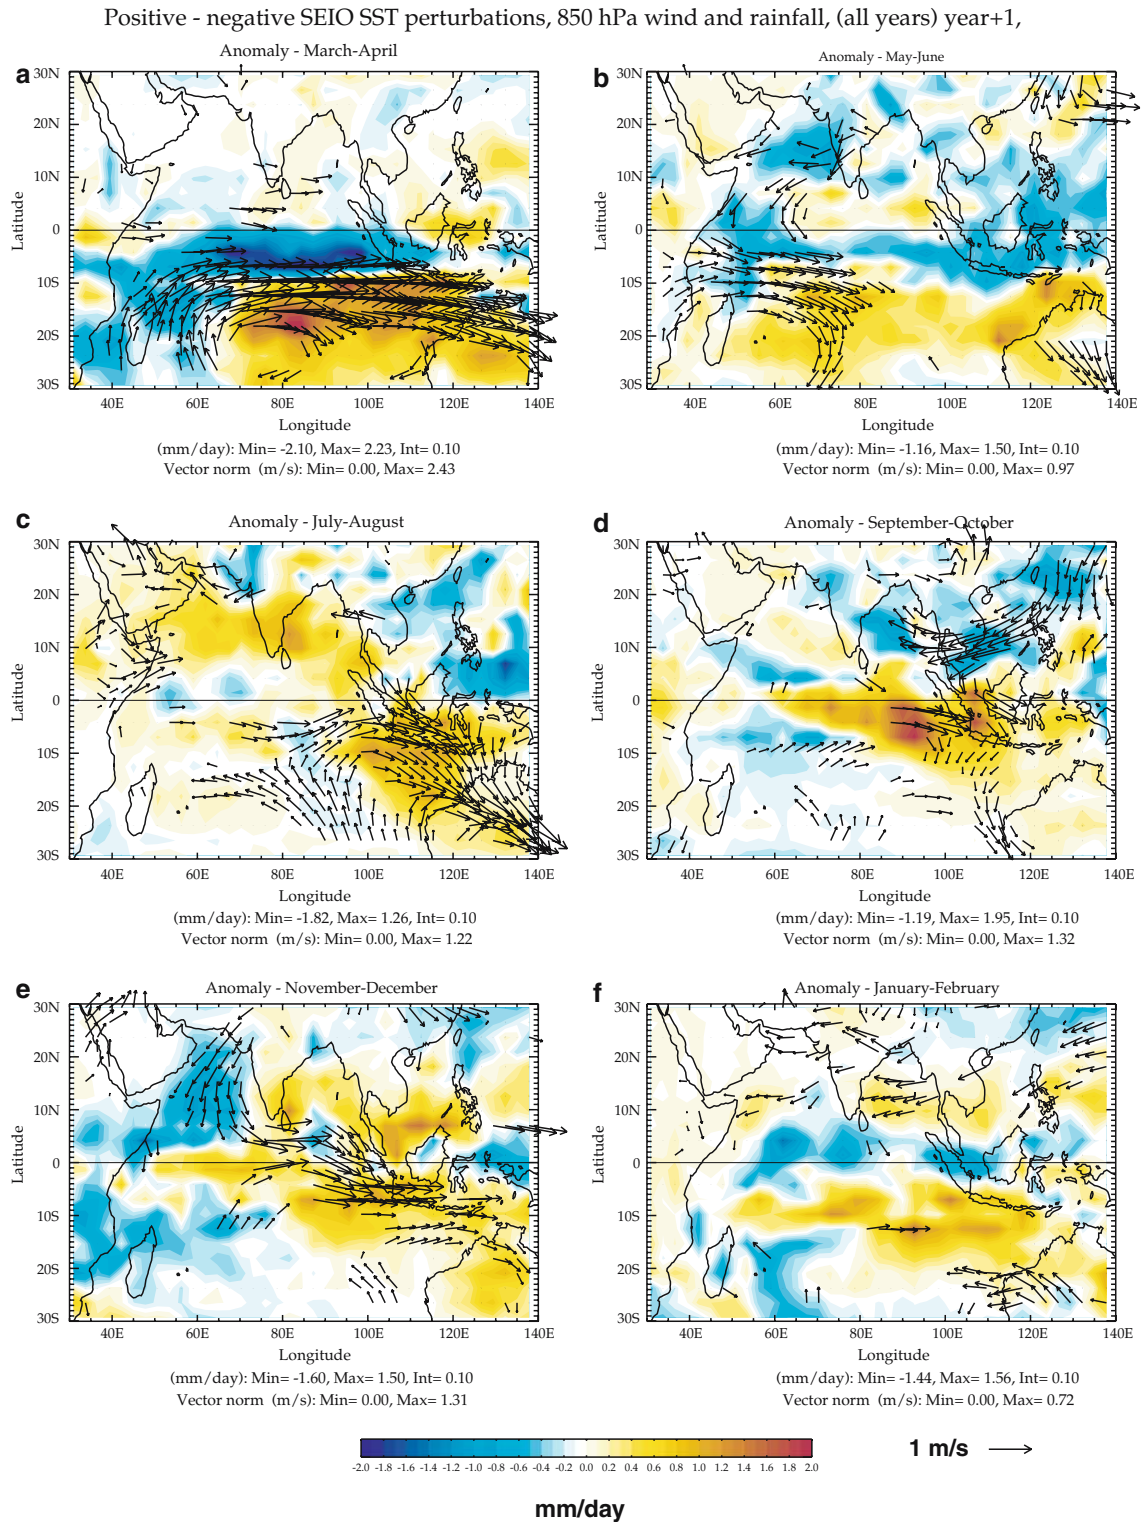 Positive - negative SEIO SST perturbations, 850 hPa wind and rainfall, (all years) year+1,
a
Anomaly - March-April
30N
20N
10N
0
10S
20S
30S
Latitude
40E 60E 80E 100E 120E 140E
Longitude
(mm/day): Min= -2.10, Max= 2.23, Int= 0.10
Vector norm (m/s): Min= 0.00, Max= 2.43
b
Anomaly - May-June
30N
20N
10N
0
10S
20S
30S
Latitude
40E 60E 80E 100E 120E 140E
Longitude
(mm/day): Min= -1.16, Max= 1.50, Int= 0.10
Vector norm (m/s): Min= 0.00, Max= 0.97
c
Anomaly - July-August
30N
20N
10N
0
10S
20S
30S
Latitude
40E 60E 80E 100E 120E 140E
Longitude
(mm/day): Min= -1.82, Max= 1.26, Int= 0.10
Vector norm (m/s): Min= 0.00, Max= 1.22
d
Anomaly - September-October
30N
20N
10N
0
10S
20S
30S
Latitude
40E 60E 80E 100E 120E 140E
Longitude
(mm/day): Min= -1.19, Max= 1.95, Int= 0.10
Vector norm (m/s): Min= 0.00, Max= 1.32
e
Anomaly - November-December
30N
20N
10N
0
10S
20S
30S
Latitude
40E 60E 80E 100E 120E 140E
Longitude
(mm/day): Min= -1.60, Max= 1.50, Int= 0.10
Vector norm (m/s): Min= 0.00, Max= 1.31
f
Anomaly - January-February
30N
20N
10N
0
10S
20S
30S
Latitude
40E 60E 80E 100E 120E 140E
Longitude
(mm/day): Min= -1.44, Max= 1.56, Int= 0.10
Vector norm (m/s): Min= 0.00, Max= 0.72
-2.0 -1.8 -1.6 -1.4 -1.2 -1.0 -0.8 -0.6 -0.4 -0.2 0.0 0.2 0.4 0.6 0.8 1.0 1.2 1.4 1.6 1.8 2.0
1 m/s
mm/day